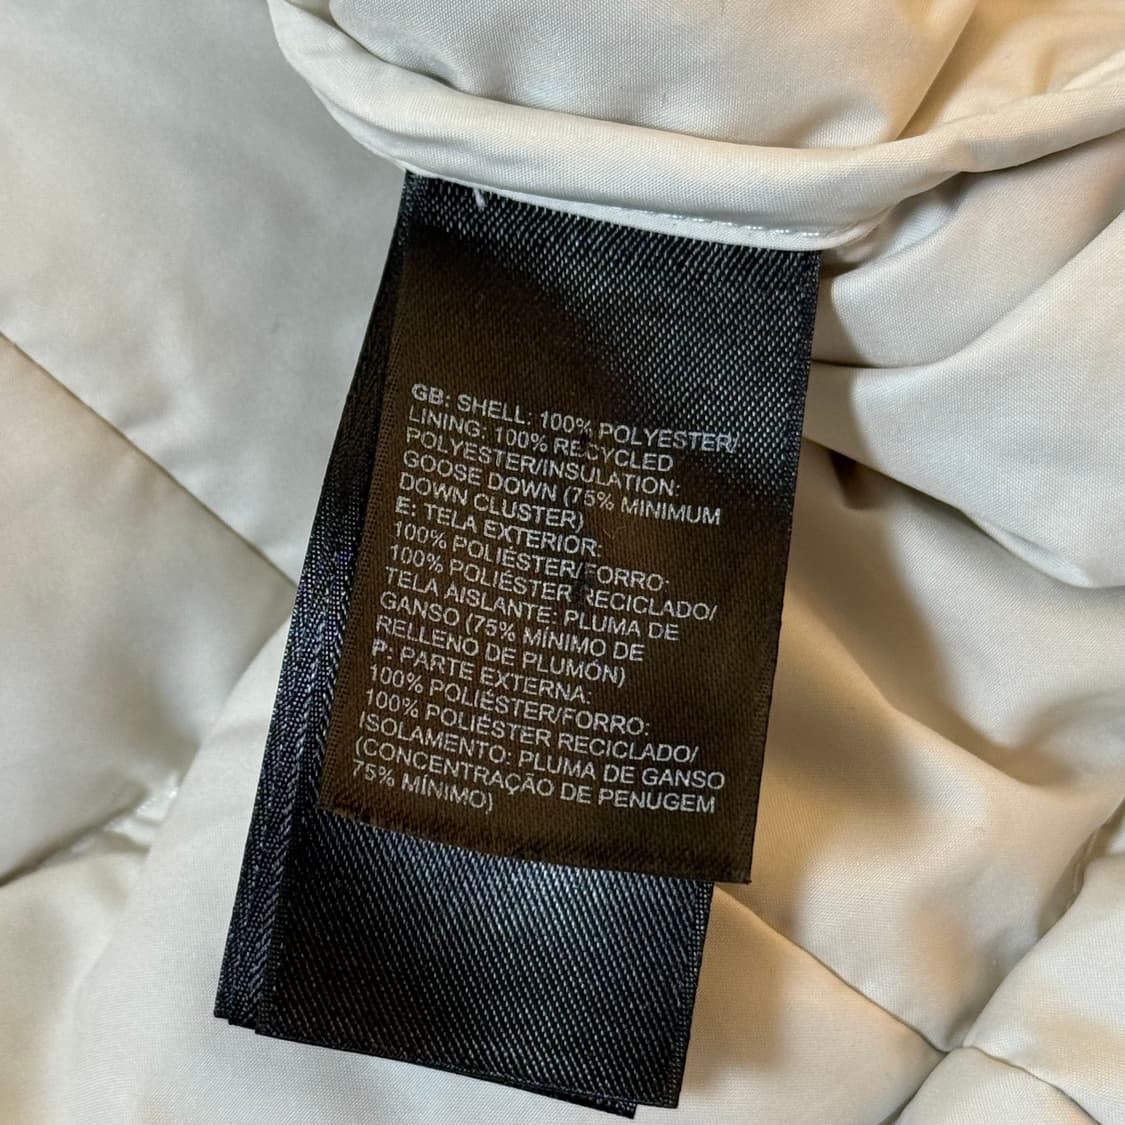 GB: SHELL: 100% POLYESTER/
LINING: 100% RECYCLED
POLYESTER/INSULATION:
GOOSE DOWN (75% MINIMUM
DOWN CLUSTER)
E: TELA EXTERIOR:
100% POLIÉSTER/FORRO:
100% POLIÉSTER RECICLADO/
TELA AISLANTE: PLUMA DE
GANSO (75% MÍNIMO DE
RELLENO DE PLUMÓN)
P: PARTE EXTERNA:
100% POLIÉSTER/FORRO:
100% POLIÉSTER RECICLADO/
ISOLAMENTO: PLUMA DE GANSO
(CONCENTRAÇÃO DE PENUGEM
75% MÍNIMO)